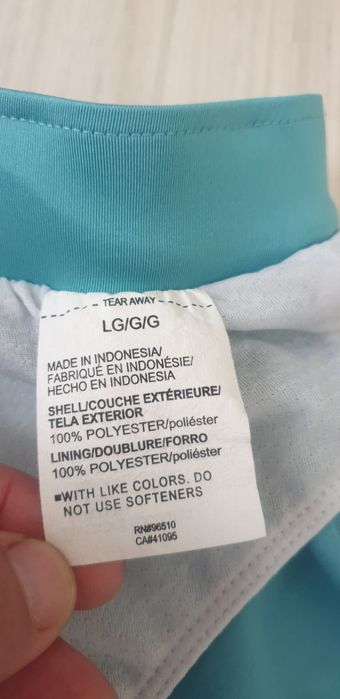 TEAR AWAY
LG/G/G
MADE IN INDONESIA/
FABRIQUÉ EN INDONÉSIE/
HECHO EN INDONESIA
SHELL/COUCHE EXTÉRIEURE/
TELA EXTERIOR
100% POLYESTER/poliéster
LINING/DOUBLURE/FORRO
100% POLYESTER/poliéster
■WITH LIKE COLORS. DO
NOT USE SOFTENERS
RN#96510
CA#41095